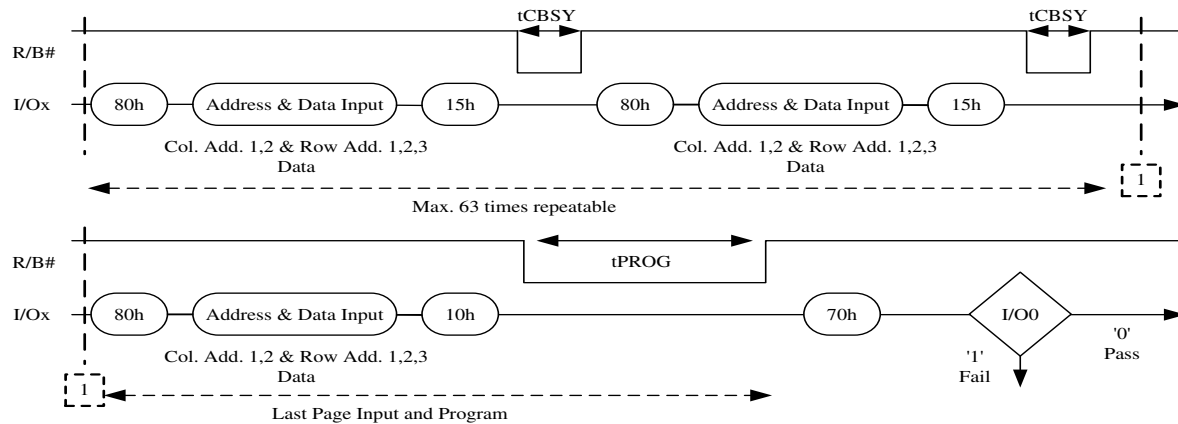 tCBSY tCBSY
R/B#
I/Ox 80h Address & Data Input 15h 80h Address & Data Input 15h
Col. Add. 1,2 & Row Add. 1,2,3 Col. Add. 1,2 & Row Add. 1,2,3
Data Data
1
Max. 63 times repeatable
R/B#
tPROG
I/Ox 80h Address & Data Input 10h 70h I/O0
'0'
Pass
Col. Add. 1,2 & Row Add. 1,2,3 '1'
Data Fail
1
Last Page Input and Program